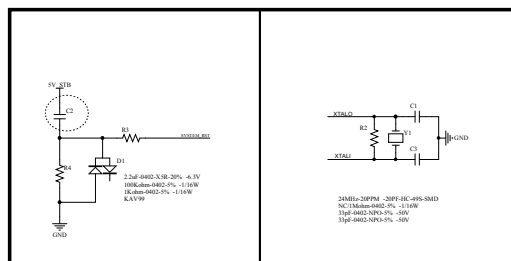 5V_STB
C2
R3
SYSTEM_RST
R4
D1
2.2uF-0402-X5R-20% -6.3V
100Kohm-0402-5% -1/16W
1Kohm-0402-5% -1/16W
KAV99
GND
XTALO
C1
R2
Y1
GND
XTALI
C3
24MHz-20PPM -20PF-HC-49S-SMD
NC/1Mohm-0402-5% -1/16W
33pF-0402-NPO-5% -50V
33pF-0402-NPO-5% -50V